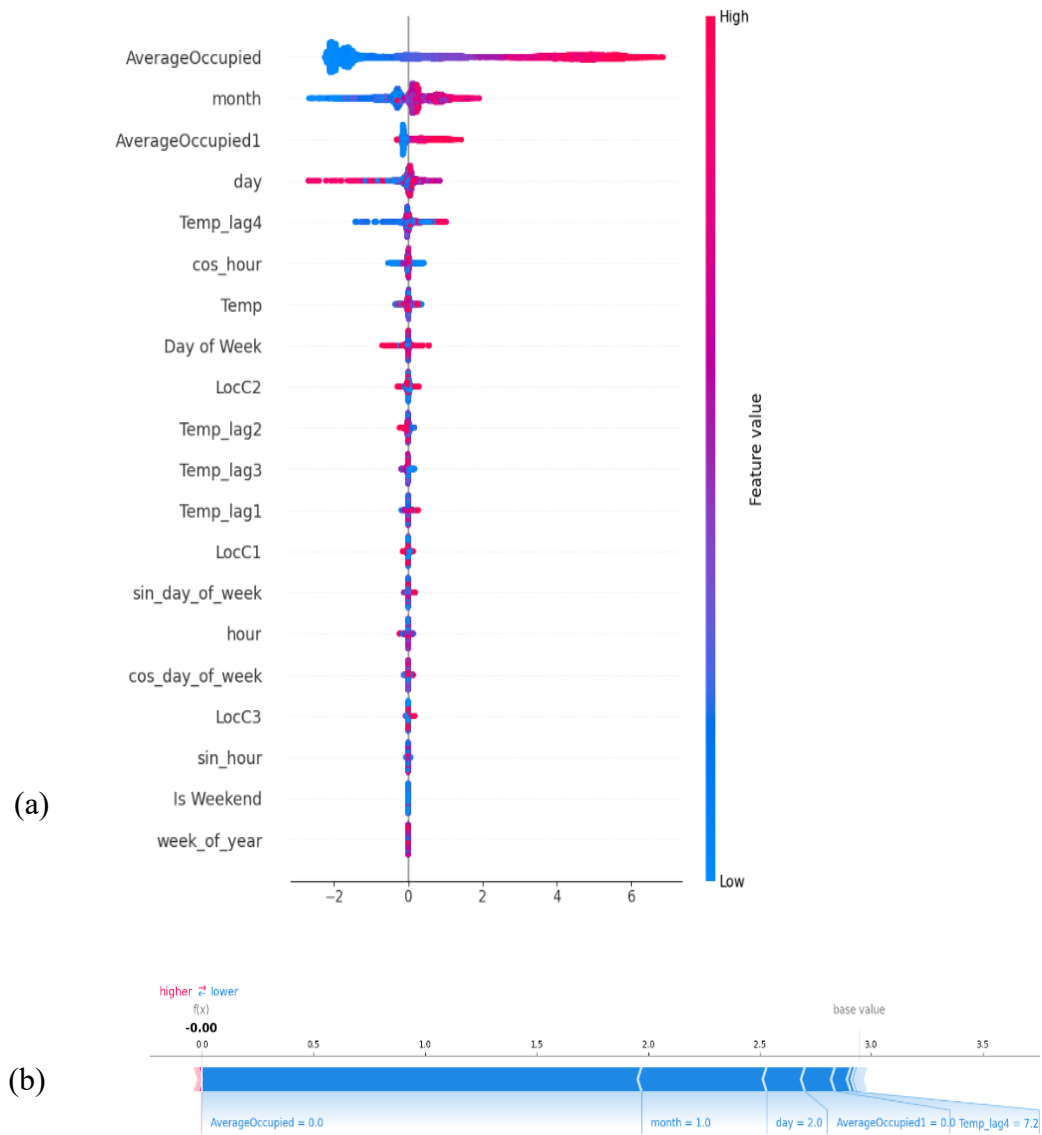 High
AverageOccupied
month
AverageOccupied1
day
Temp_lag4
cos_hour
Temp
Day of Week
LocC2
Temp_lag2
Temp_lag3
Temp_lag1
LocC1
sin_day_of_week
hour
cos_day_of_week
LocC3
sin_hour
Is Weekend
week_of_year
Feature value
Low
−2 0 2 4 6
(a)
higher ⇄ lower
f(x) base value
-0.00
0.0 0.5 1.0 1.5 2.0 2.5 3.0 3.5
(b)
AverageOccupied = 0.0 month = 1.0 day = 2.0 AverageOccupied1 = 0.0 Temp_lag4 = 7.2